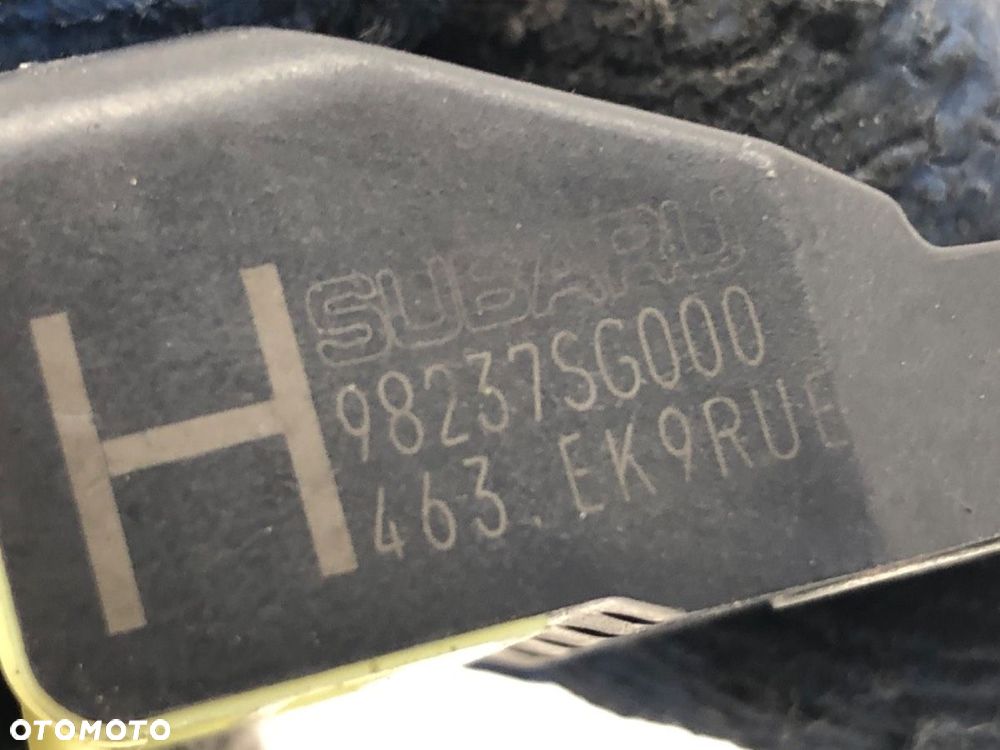 H
SUBARU
98237SG000
463.EK9RUE
OTOMOTO